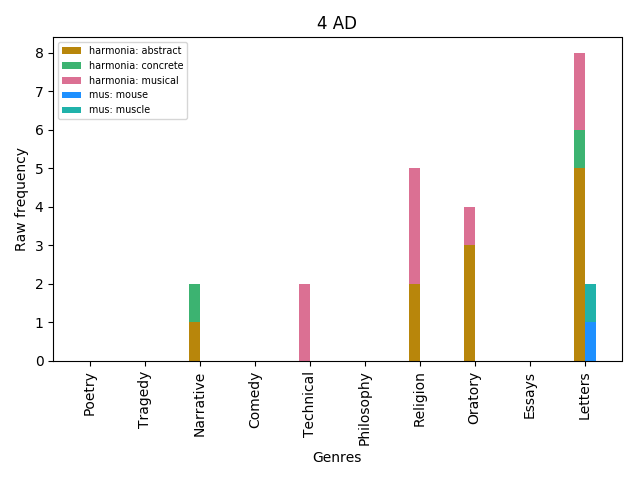 4 AD
harmonia: abstract
harmonia: concrete
harmonia: musical
mus: mouse
mus: muscle
Raw frequency
8
7
6
5
4
3
2
1
0
Poetry
Tragedy
Narrative
Comedy
Technical
Philosophy
Religion
Oratory
Essays
Letters
Genres